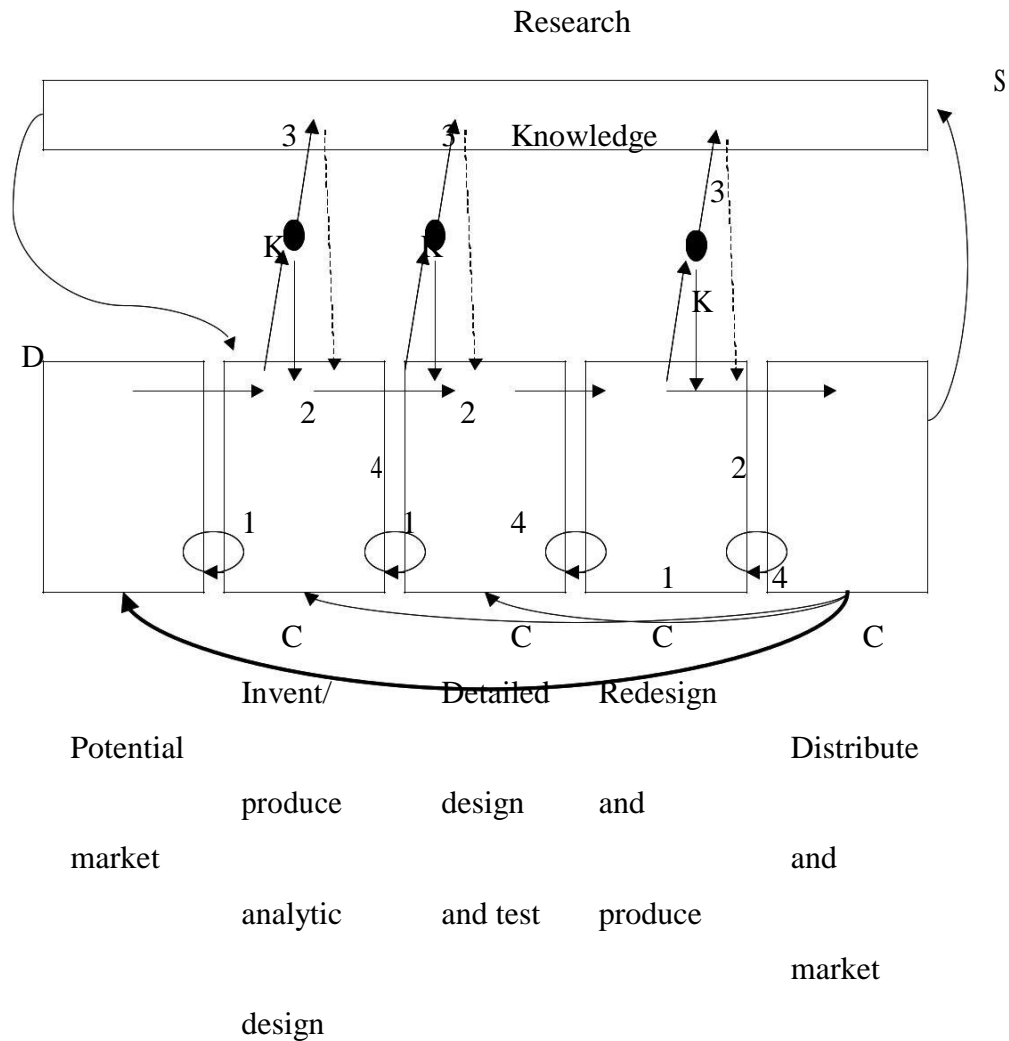 Research
S
3 3 Knowledge
3
K K
K
D
2 2
4 2
1 1 4
1 4
C C C C
Invent/ Detailed Redesign
Potential Distribute
produce design and
market and
analytic and test produce
market
design